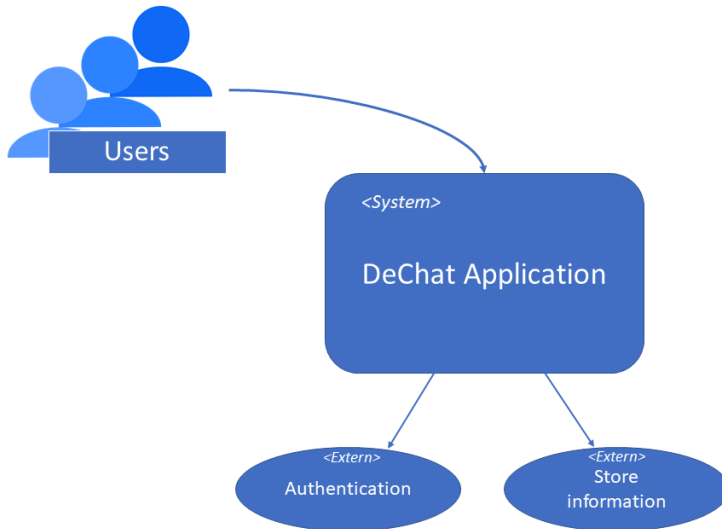 Users
<System>
DeChat Application
<Extern>
Authentication
<Extern>
Store
information